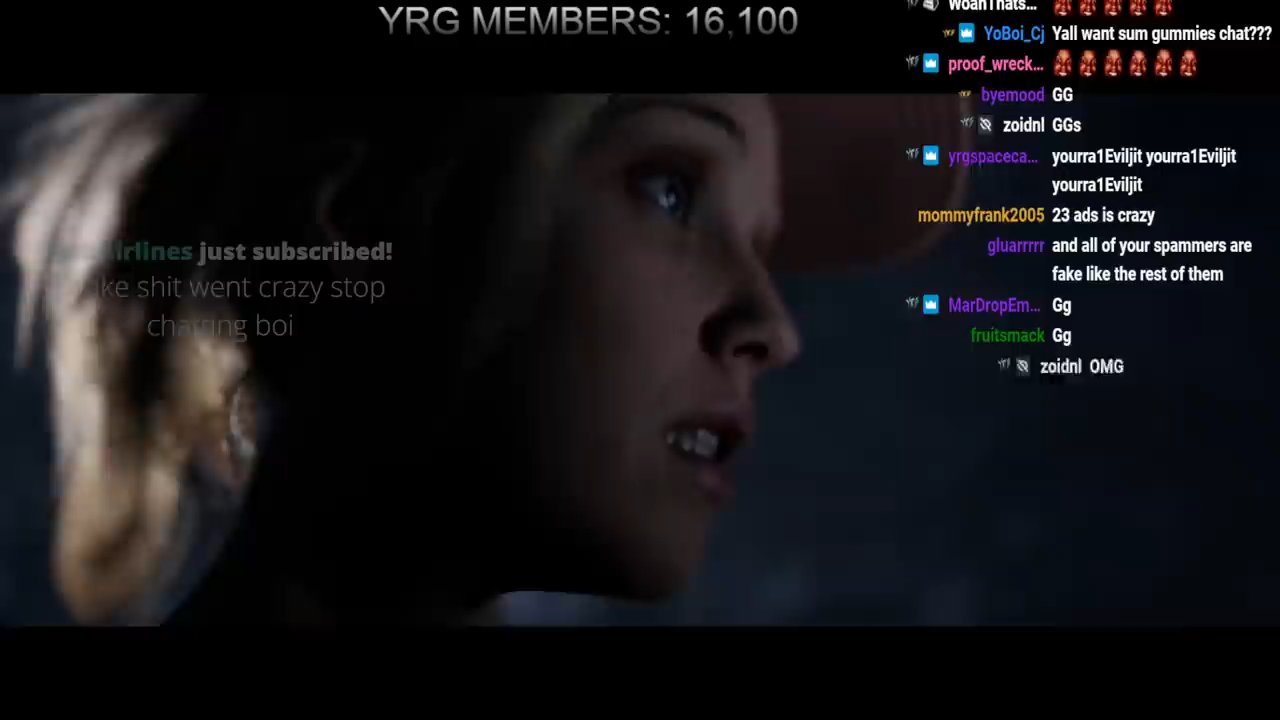 YRG MEMBERS: 16,100
WoahThats...
YoBoi_Cj Yall want sum gummies chat???
proof_wreck...
byemood GG
zoidnl GGs
yrgspaceca... yourra1Eviljit yourra1Eviljit
yourra1Eviljit
mommyfrank2005 23 ads is crazy
gluarrrrr and all of your spammers are
fake like the rest of them
MarDropEm... Gg
fruitsmack Gg
zoidnl OMG
just subscribed!
shit went crazy stop
boi